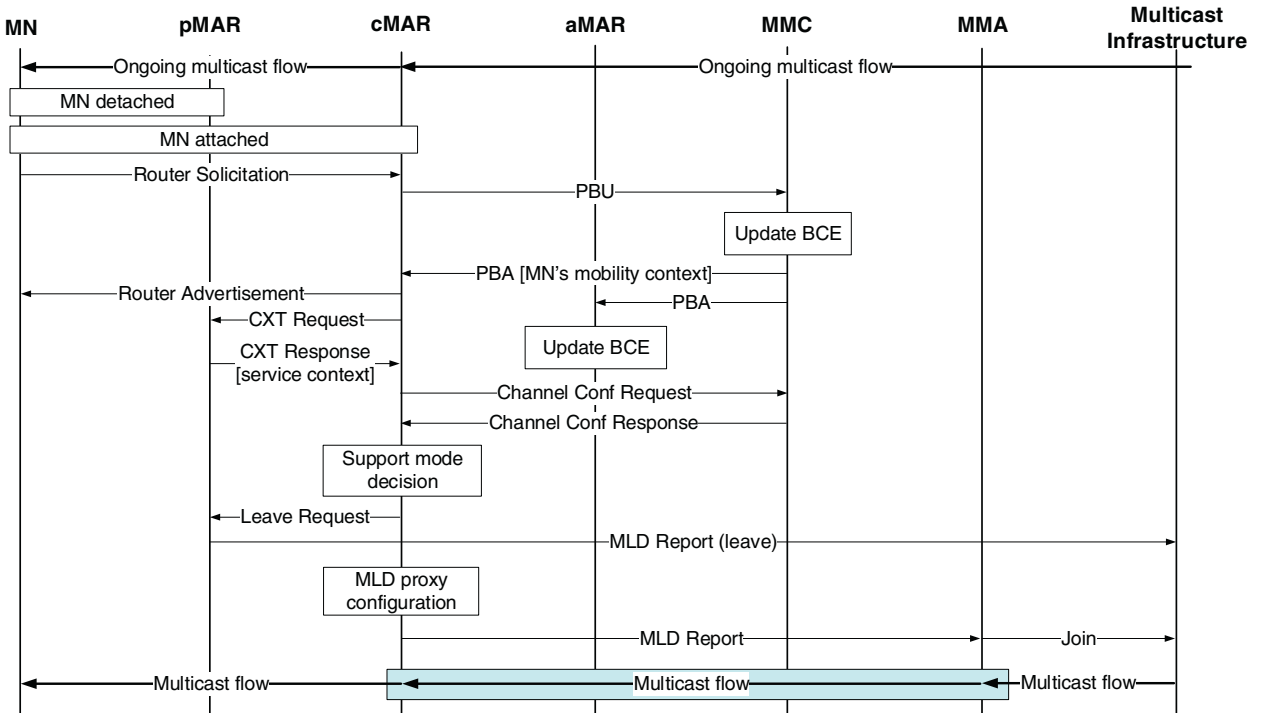 MN
pMAR
cMAR
aMAR
MMC
MMA
Multicast
Infrastructure
Ongoing multicast flow
Ongoing multicast flow
MN detached
MN attached
Router Solicitation
PBU
Update BCE
PBA [MN's mobility context]
Router Advertisement
PBA
CXT Request
Update BCE
CXT Response
[service context]
Channel Conf Request
Channel Conf Response
Support mode
decision
Leave Request
MLD Report (leave)
MLD proxy
configuration
MLD Report
Join
Multicast flow
Multicast flow
Multicast flow